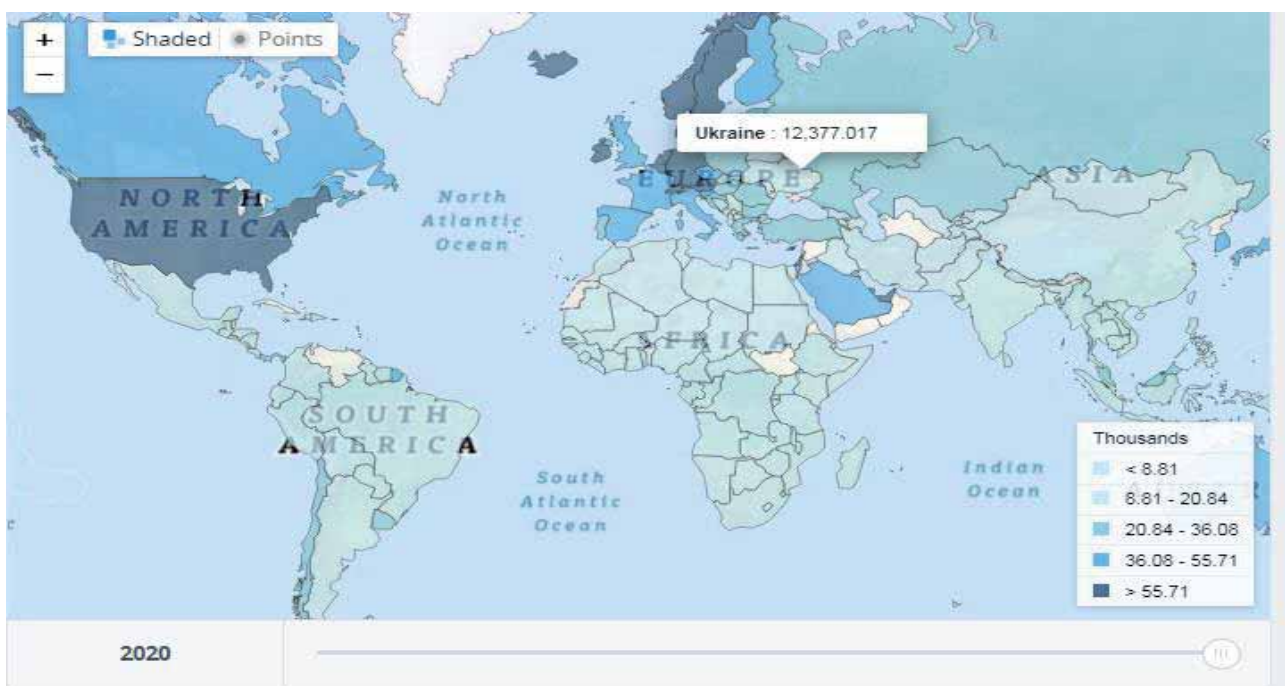 +
−
Shaded Points
Ukraine : 12,377.017
EUROPE
ASIA
NORTH
AMERICA
North
Atlantic
Ocean
AFRICA
SOUTH
AMERICA
South
Atlantic
Ocean
Indian
Ocean
Thousands
< 8.81
8.81 - 20.84
20.84 - 36.08
36.08 - 55.71
> 55.71
2020